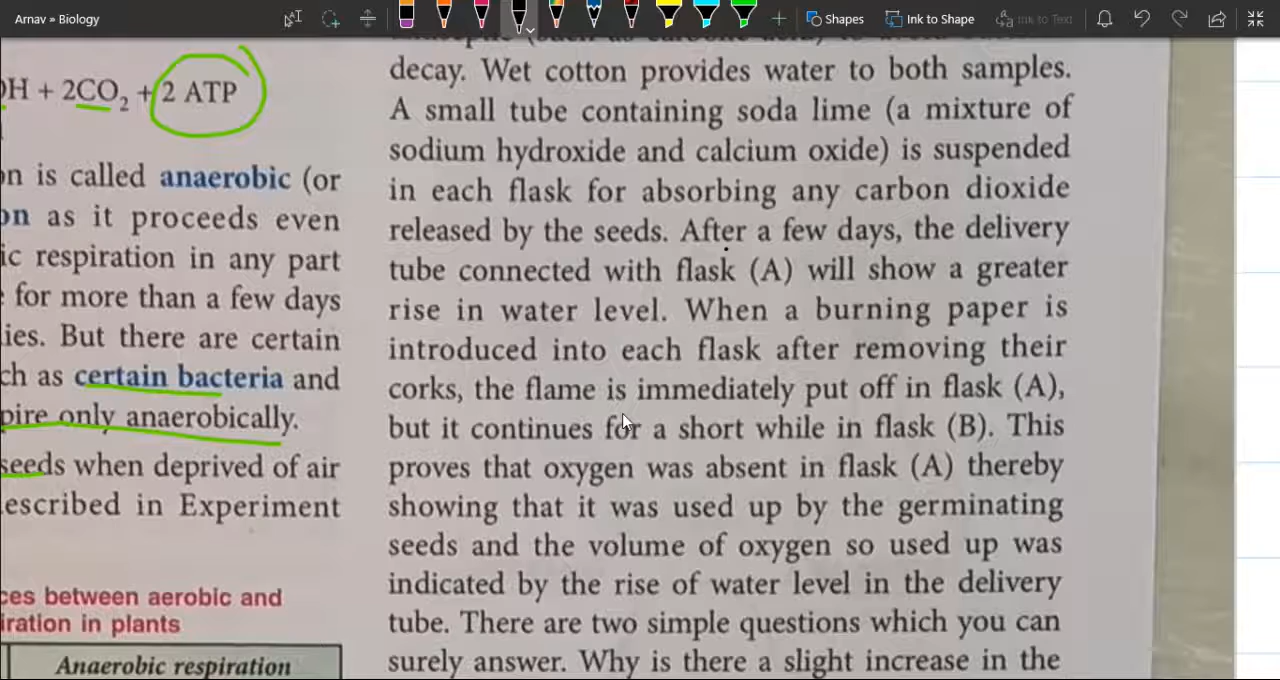 Arnav » Biology
Shapes
Ink to Shape
Ink to Text
OH + 2CO2 + 2 ATP
on is called anaerobic (or
on as it proceeds even
ic respiration in any part
for more than a few days
ies. But there are certain
ch as certain bacteria and
pire only anaerobically.
seeds when deprived of air
escribed in Experiment
ces between aerobic and
iration in plants
Anaerobic respiration
decay. Wet cotton provides water to both samples.
A small tube containing soda lime (a mixture of
sodium hydroxide and calcium oxide) is suspended
in each flask for absorbing any carbon dioxide
released by the seeds. After a few days, the delivery
tube connected with flask (A) will show a greater
rise in water level. When a burning paper is
introduced into each flask after removing their
corks, the flame is immediately put off in flask (A),
but it continues for a short while in flask (B). This
proves that oxygen was absent in flask (A) thereby
showing that it was used up by the germinating
seeds and the volume of oxygen so used up was
indicated by the rise of water level in the delivery
tube. There are two simple questions which you can
surely answer. Why is there a slight increase in the